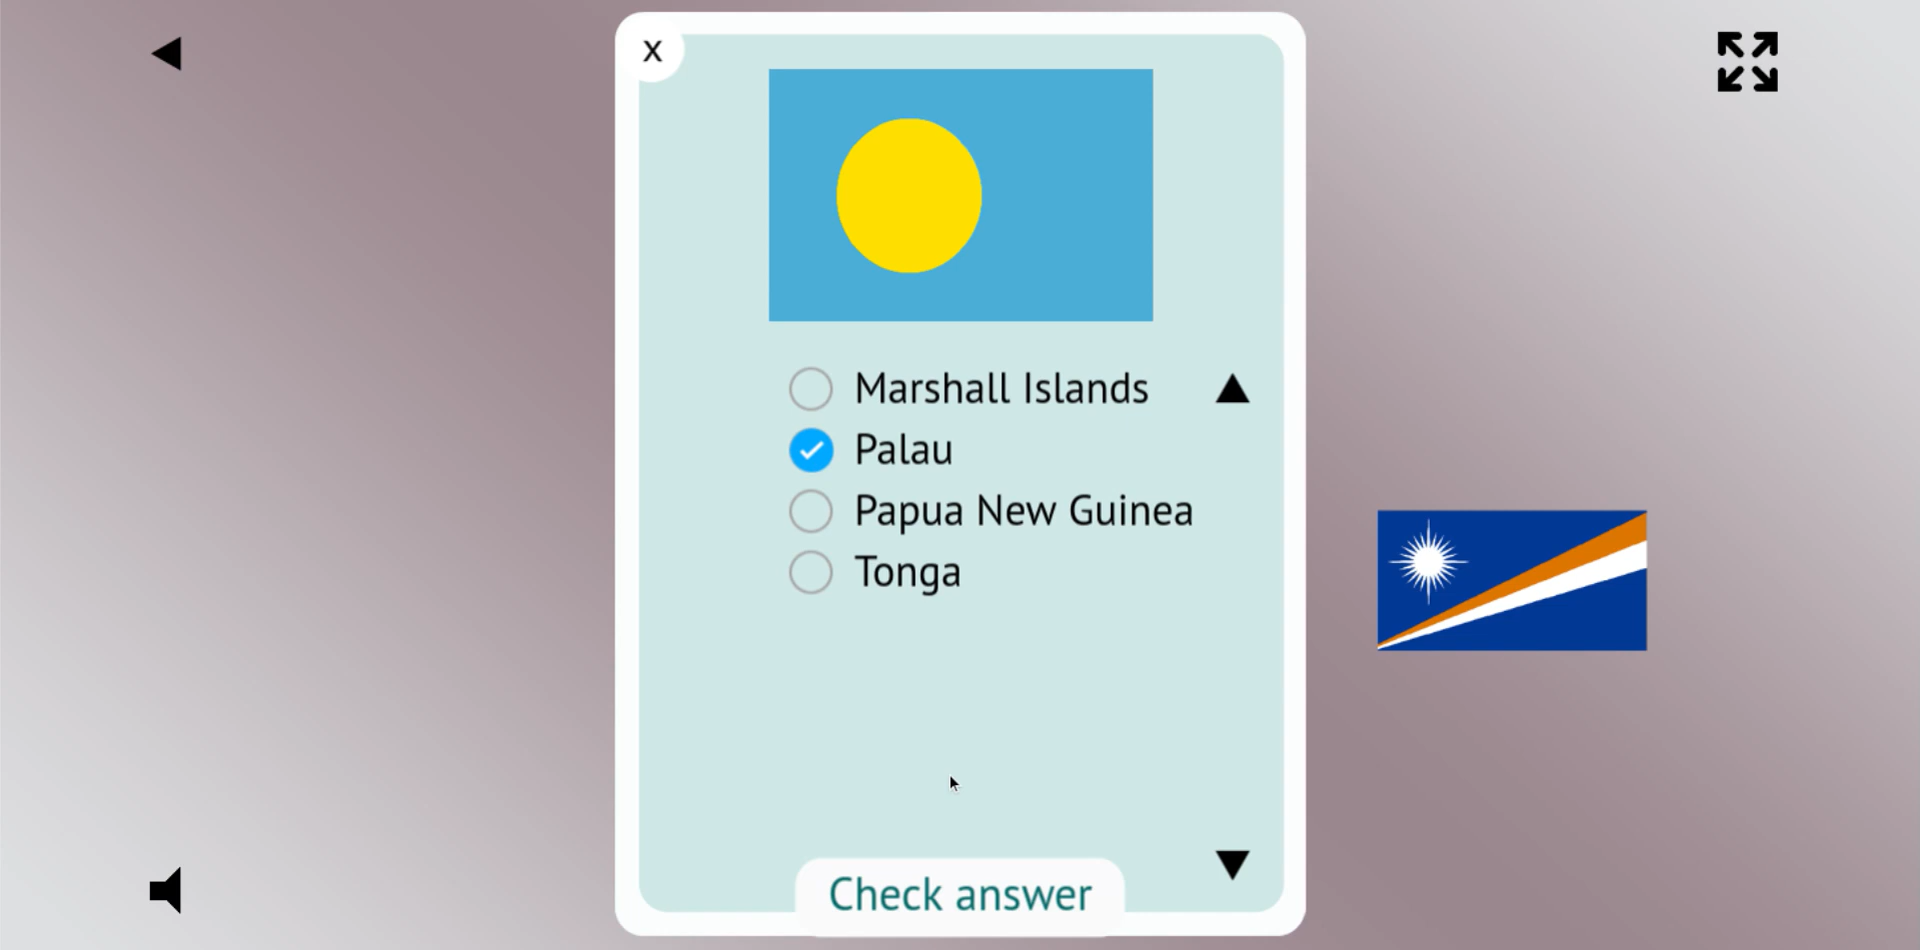 X
Marshall Islands
Palau
Papua New Guinea
Tonga
Check answer